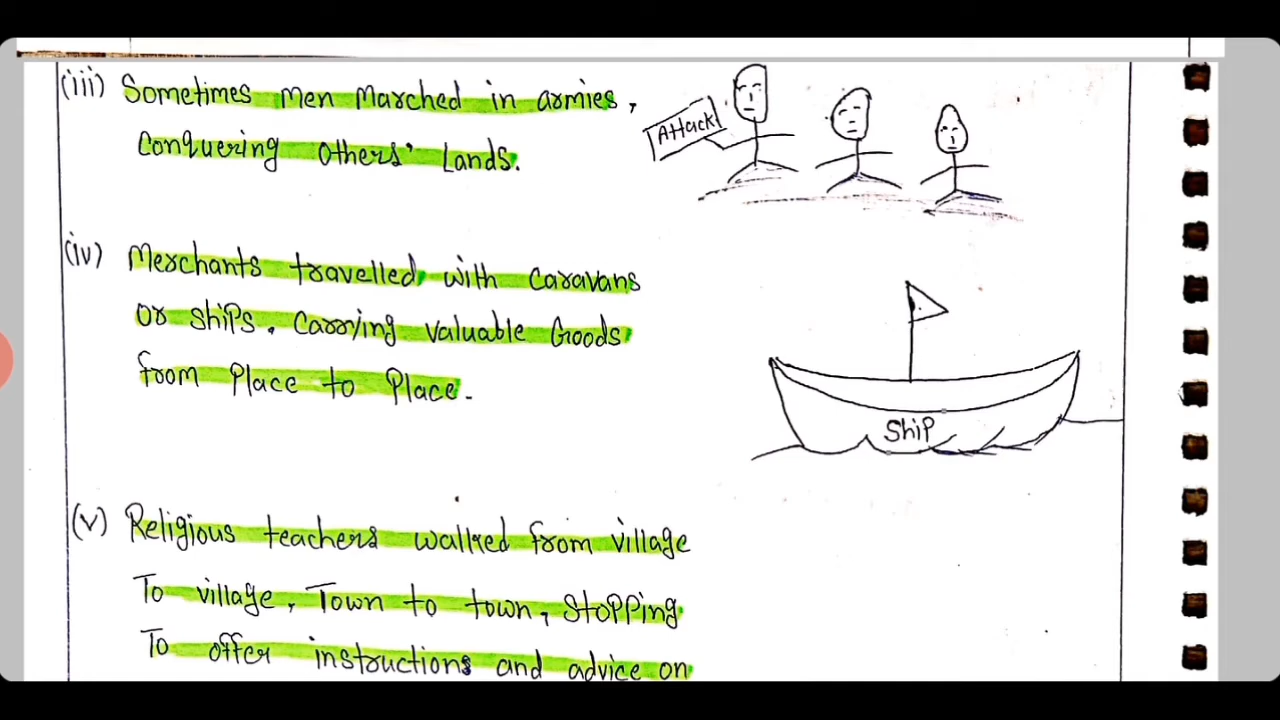 (iii) Sometimes men marched in armies,
Conquering others' Lands.
Attack!
(iv) Merchants travelled with caravans
Or Ships, Carrying valuable Goods
from Place to Place.
Ship
(v) Religious teachers walked from village
To village, Town to town, Stopping
To offer instructions and advice on